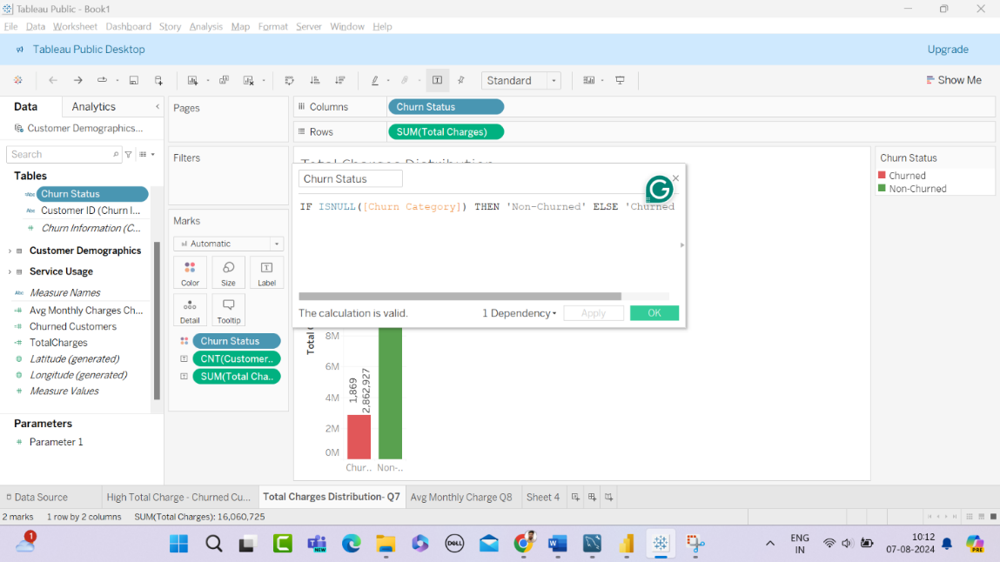 Tableau Public - Book1
File Data Worksheet Dashboard Story Analysis Map Format Server Window Help
Tableau Public Desktop Upgrade
Standard Show Me
Data Analytics Pages Columns Churn Status
Customer Demographics... Rows SUM(Total Charges)
Search Filters
Tables
Total Charges Distribution
Churn Status
Churned
Non-Churned
Abc Churn Status
Abc Customer ID (Churn I...
Churn Information (C...
Customer Demographics
Service Usage
Abc Measure Names
Avg Monthly Charges Ch...
Churned Customers
TotalCharges
Latitude (generated)
Longitude (generated)
Measure Values
Parameters
Parameter 1
Marks
Automatic
Color Size Label
Detail Tooltip
Churn Status
CNT(Customer..
SUM(Total Cha..
Churn Status
IF ISNULL([Churn Category]) THEN 'Non-Churned' ELSE 'Churned
The calculation is valid. 1 Dependency Apply OK
Total C
8M
6M
4M
2M
0M
1,869
2,862,927
Chur.. Non-..
Data Source High Total Charge - Churned Cu... Total Charges Distribution- Q7 Avg Monthly Charge Q8 Sheet 4
2 marks 1 row by 2 columns SUM(Total Charges): 16,060,725
1 NEW DELL W ENG 10:12
IN 07-08-2024 PRE